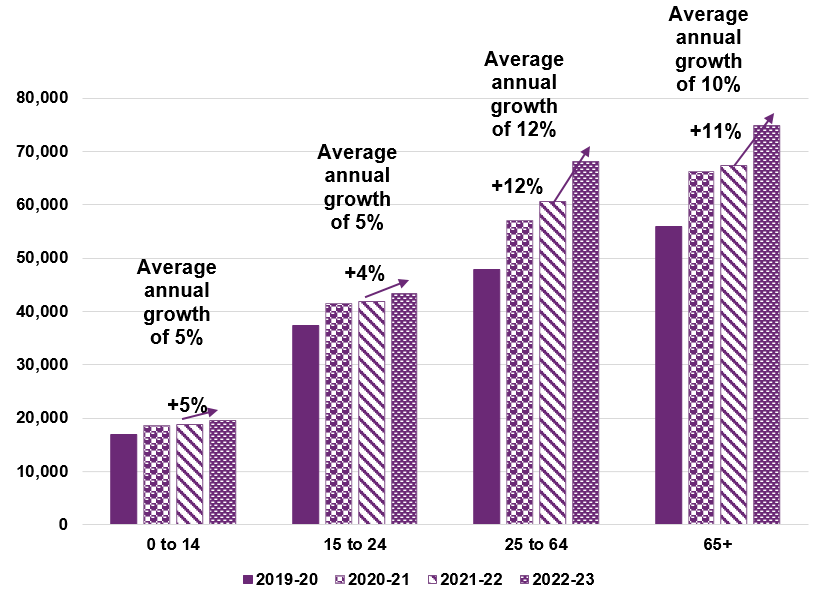 Average
annual
growth
of 10%
Average
annual
growth
of 12%
80,000
+11%
70,000
Average
annual
growth
of 5%
+12%
60,000
50,000
Average
annual
growth
of 5%
+4%
40,000
30,000
+5%
20,000
10,000
0
0 to 14
15 to 24
25 to 64
65+
2019-20
2020-21
2021-22
2022-23